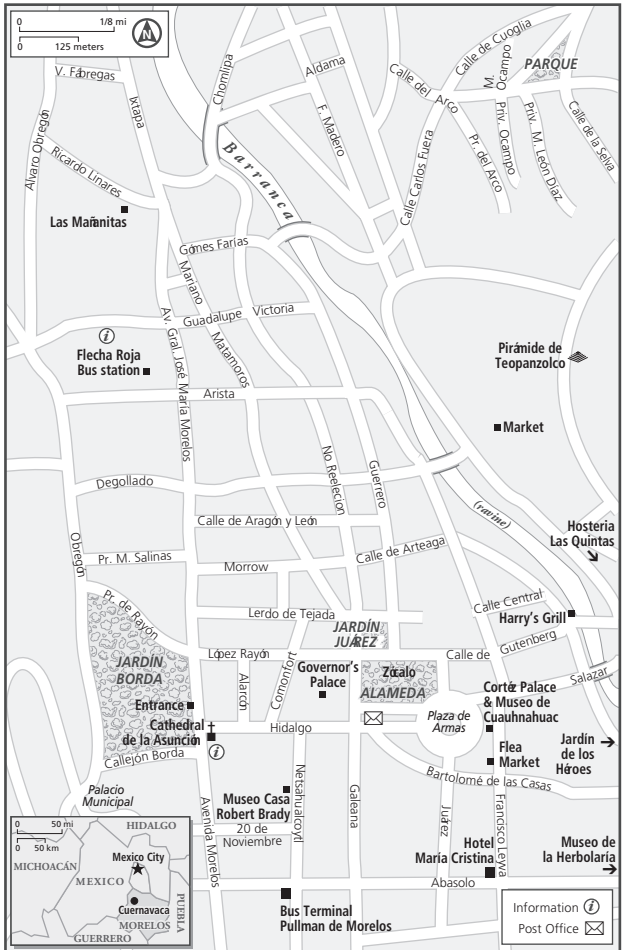 0 1/8 mi
0 125 meters
N
V. Fábregas
Ixtapa
Chomlipa
Aldama
Calle de Cuoglia
PARQUE
M. Ocampo
Calle del Arco
F. Madero
Alvaro Obregón
Ricardo Linares
Barranca
Calle Carlos Fuera
Pr. del Arco
Priv. Ocampo
Priv. M. León Díaz
Calle de la Selva
Las Mañanitas
Gómes Farías
Mariano
Matamoros
Guadalupe Victoria
Av. Gral. José María Morelos
i
Flecha Roja
Bus station
Pirámide de
Teopanzolco
Arista
Market
No Reelecion
Guerrero
Degollado
(ravine)
Calle de Aragón y León
Hosteria
Las Quintas
Obregón
Pr. M. Salinas
Morrow
Calle de Arteaga
Pr. de Rayón
Lerdo de Tejada
Calle Central
Harry's Grill
JARDÍN
JUÁREZ
Gutenberg
JARDÍN
BORDA
López Rayón
Calle de
Salazar
Alarcón
Comonfort
Governor's
Palace
Zócalo
ALAMEDA
Cortéz Palace
& Museo de
Cuauhnahuac
Entrance
Cathedral
de la Asunción
i
Hidalgo
Plaza de
Armas
Flea
Market
Jardín
de los
Héroes
Callejón Borda
Bartolomé de las Casas
Palacio
Municipal
Museo Casa
Robert Brady
Netsahualcoyil
Galeana
Juárez
Francisco Leyva
Avenida Morelos
20 de
Noviembre
Hotel
María Cristina
Museo de
la Herbolaría
Abasolo
Bus Terminal
Pullman de Morelos
0 50 mi
0 50 km
HIDALGO
MICHOACÁN
Mexico City
MEXICO
Cuernavaca
MORELOS
PUEBLA
GUERRERO
Information i
Post Office